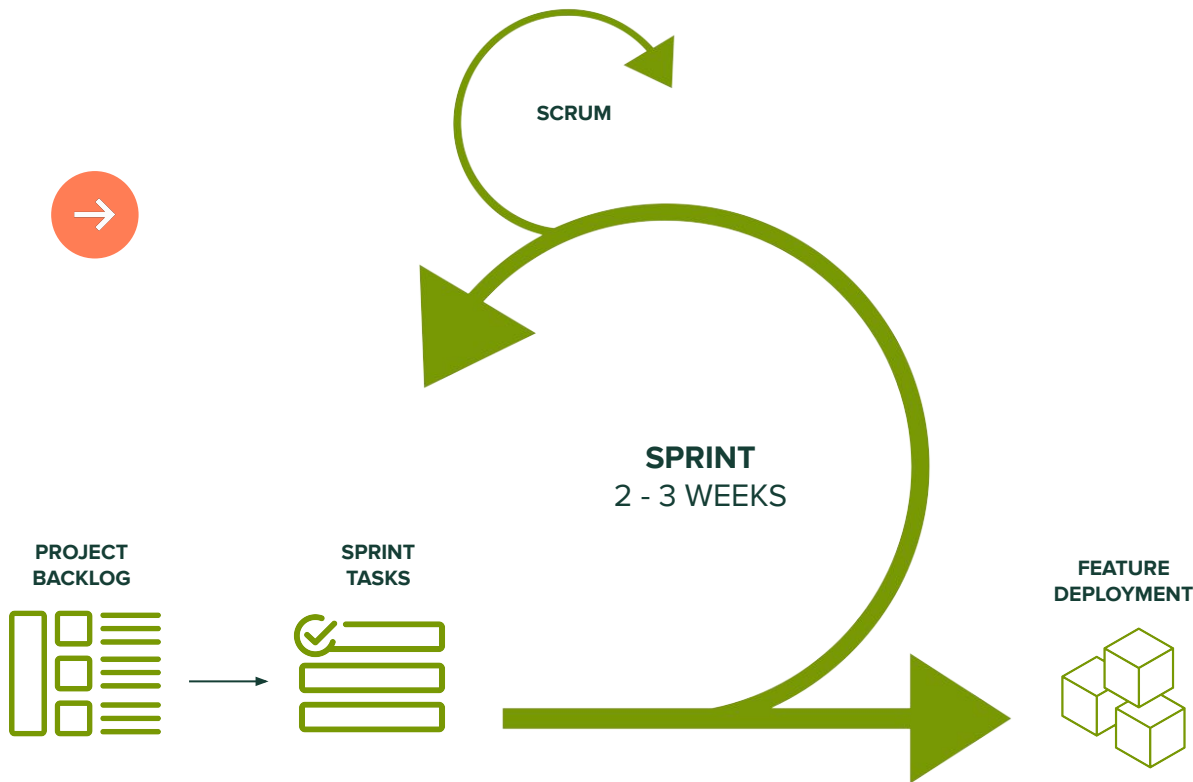 SCRUM
SPRINT
2 - 3 WEEKS
PROJECT
BACKLOG
SPRINT
TASKS
FEATURE
DEPLOYMENT